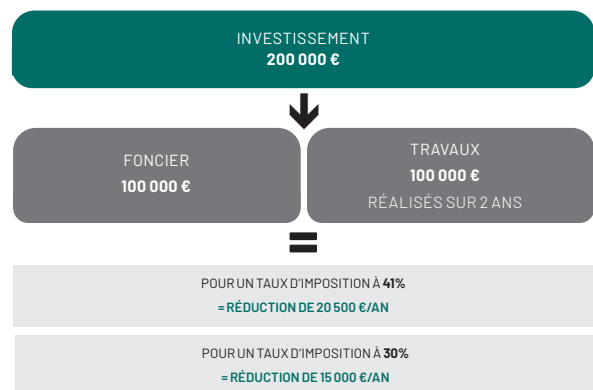 INVESTISSEMENT
200 000 €
FONCIER
100 000 €
TRAVAUX
100 000 €
RÉALISÉS SUR 2 ANS
=
POUR UN TAUX D'IMPOSITION À 41%
= RÉDUCTION DE 20 500 €/AN
POUR UN TAUX D'IMPOSITION À 30%
= RÉDUCTION DE 15 000 €/AN